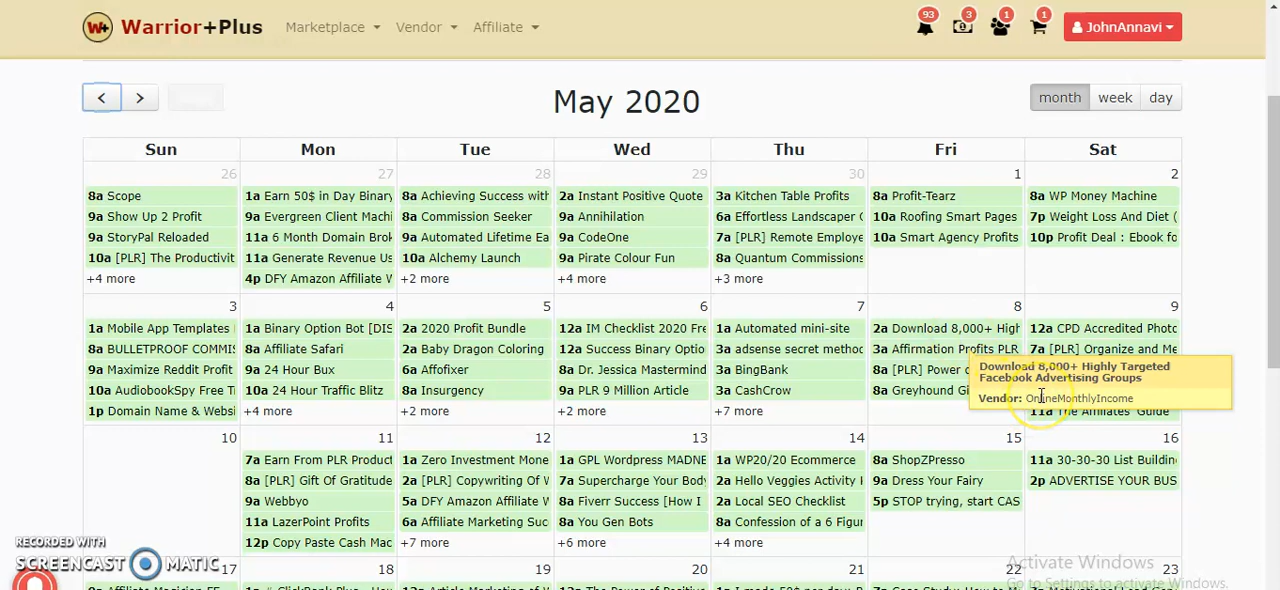 Warrior+Plus
Marketplace
Vendor
Affiliate
93
3
1
1
JohnAnnavi
May 2020
month week day
Sun Mon Tue Wed Thu Fri Sat
26 27 28 29 30 1 2
8a Scope
9a Show Up 2 Profit
9a StoryPal Reloaded
10a [PLR] The Productivit
+4 more
1a Earn 50$ in Day Binary
9a Evergreen Client Machi
11a 6 Month Domain Brok
11a Generate Revenue Us
4p DFY Amazon Affiliate W
8a Achieving Success with
8a Commission Seeker
9a Automated Lifetime Ea
10a Alchemy Launch
+2 more
2a Instant Positive Quote
9a Annihilation
9a CodeOne
9a Pirate Colour Fun
+4 more
3a Kitchen Table Profits
6a Effortless Landscaper
7a [PLR] Remote Employe
8a Quantum Commissions
+3 more
8a Profit-Tearz
10a Roofing Smart Pages
10a Smart Agency Profits
8a WP Money Machine
7p Weight Loss And Diet (
10p Profit Deal : Ebook fo
3 4 5 6 7 8 9
1a Mobile App Templates
8a BULLETPROOF COMMIS
9a Maximize Reddit Profit
10a AudiobookSpy Free T
1p Domain Name & Websi
1a Binary Option Bot [DIS
8a Affiliate Safari
9a 24 Hour Bux
10a 24 Hour Traffic Blitz
+4 more
2a 2020 Profit Bundle
2a Baby Dragon Coloring
6a Affofixer
8a Insurgency
+2 more
12a IM Checklist 2020 Fre
12a Success Binary Optio
8a Dr. Jessica Mastermind
9a PLR 9 Million Article
+2 more
1a Automated mini-site
3a adsense secret method
3a BingBank
3a CashCrow
+7 more
2a Download 8,000+ High
3a Affirmation Profits PLR
8a [PLR] Power
8a Greyhound
12a CPD Accredited Photo
7a [PLR] Organize and Me
11a The Affiliates' Guide
Download 8,000+ Highly Targeted
Facebook Advertising Groups
Vendor: OnlineMonthlyIncome
10 11 12 13 14 15 16
7a Earn From PLR Product
8a [PLR] Gift Of Gratitude
9a Webbyo
11a LazerPoint Profits
12p Copy Paste Cash Mac
1a Zero Investment Mone
2a [PLR] Copywriting Of W
5a DFY Amazon Affiliate W
6a Affiliate Marketing Suc
+7 more
1a GPL Wordpress MADNE
7a Supercharge Your Body
8a Fiverr Success [How I
8a You Gen Bots
+6 more
1a WP20/20 Ecommerce
2a Hello Veggies Activity
2a Local SEO Checklist
8a Confession of a 6 Figur
+4 more
8a ShopZPresso
9a Dress Your Fairy
5p STOP trying, start CAS
11a 30-30-30 List Buildin
2p ADVERTISE YOUR BUS
17 18 19 20 21 22 23
RECORDED WITH
SCREENCAST MATIC
Activate Windows
Go to Settings to activate Windows.